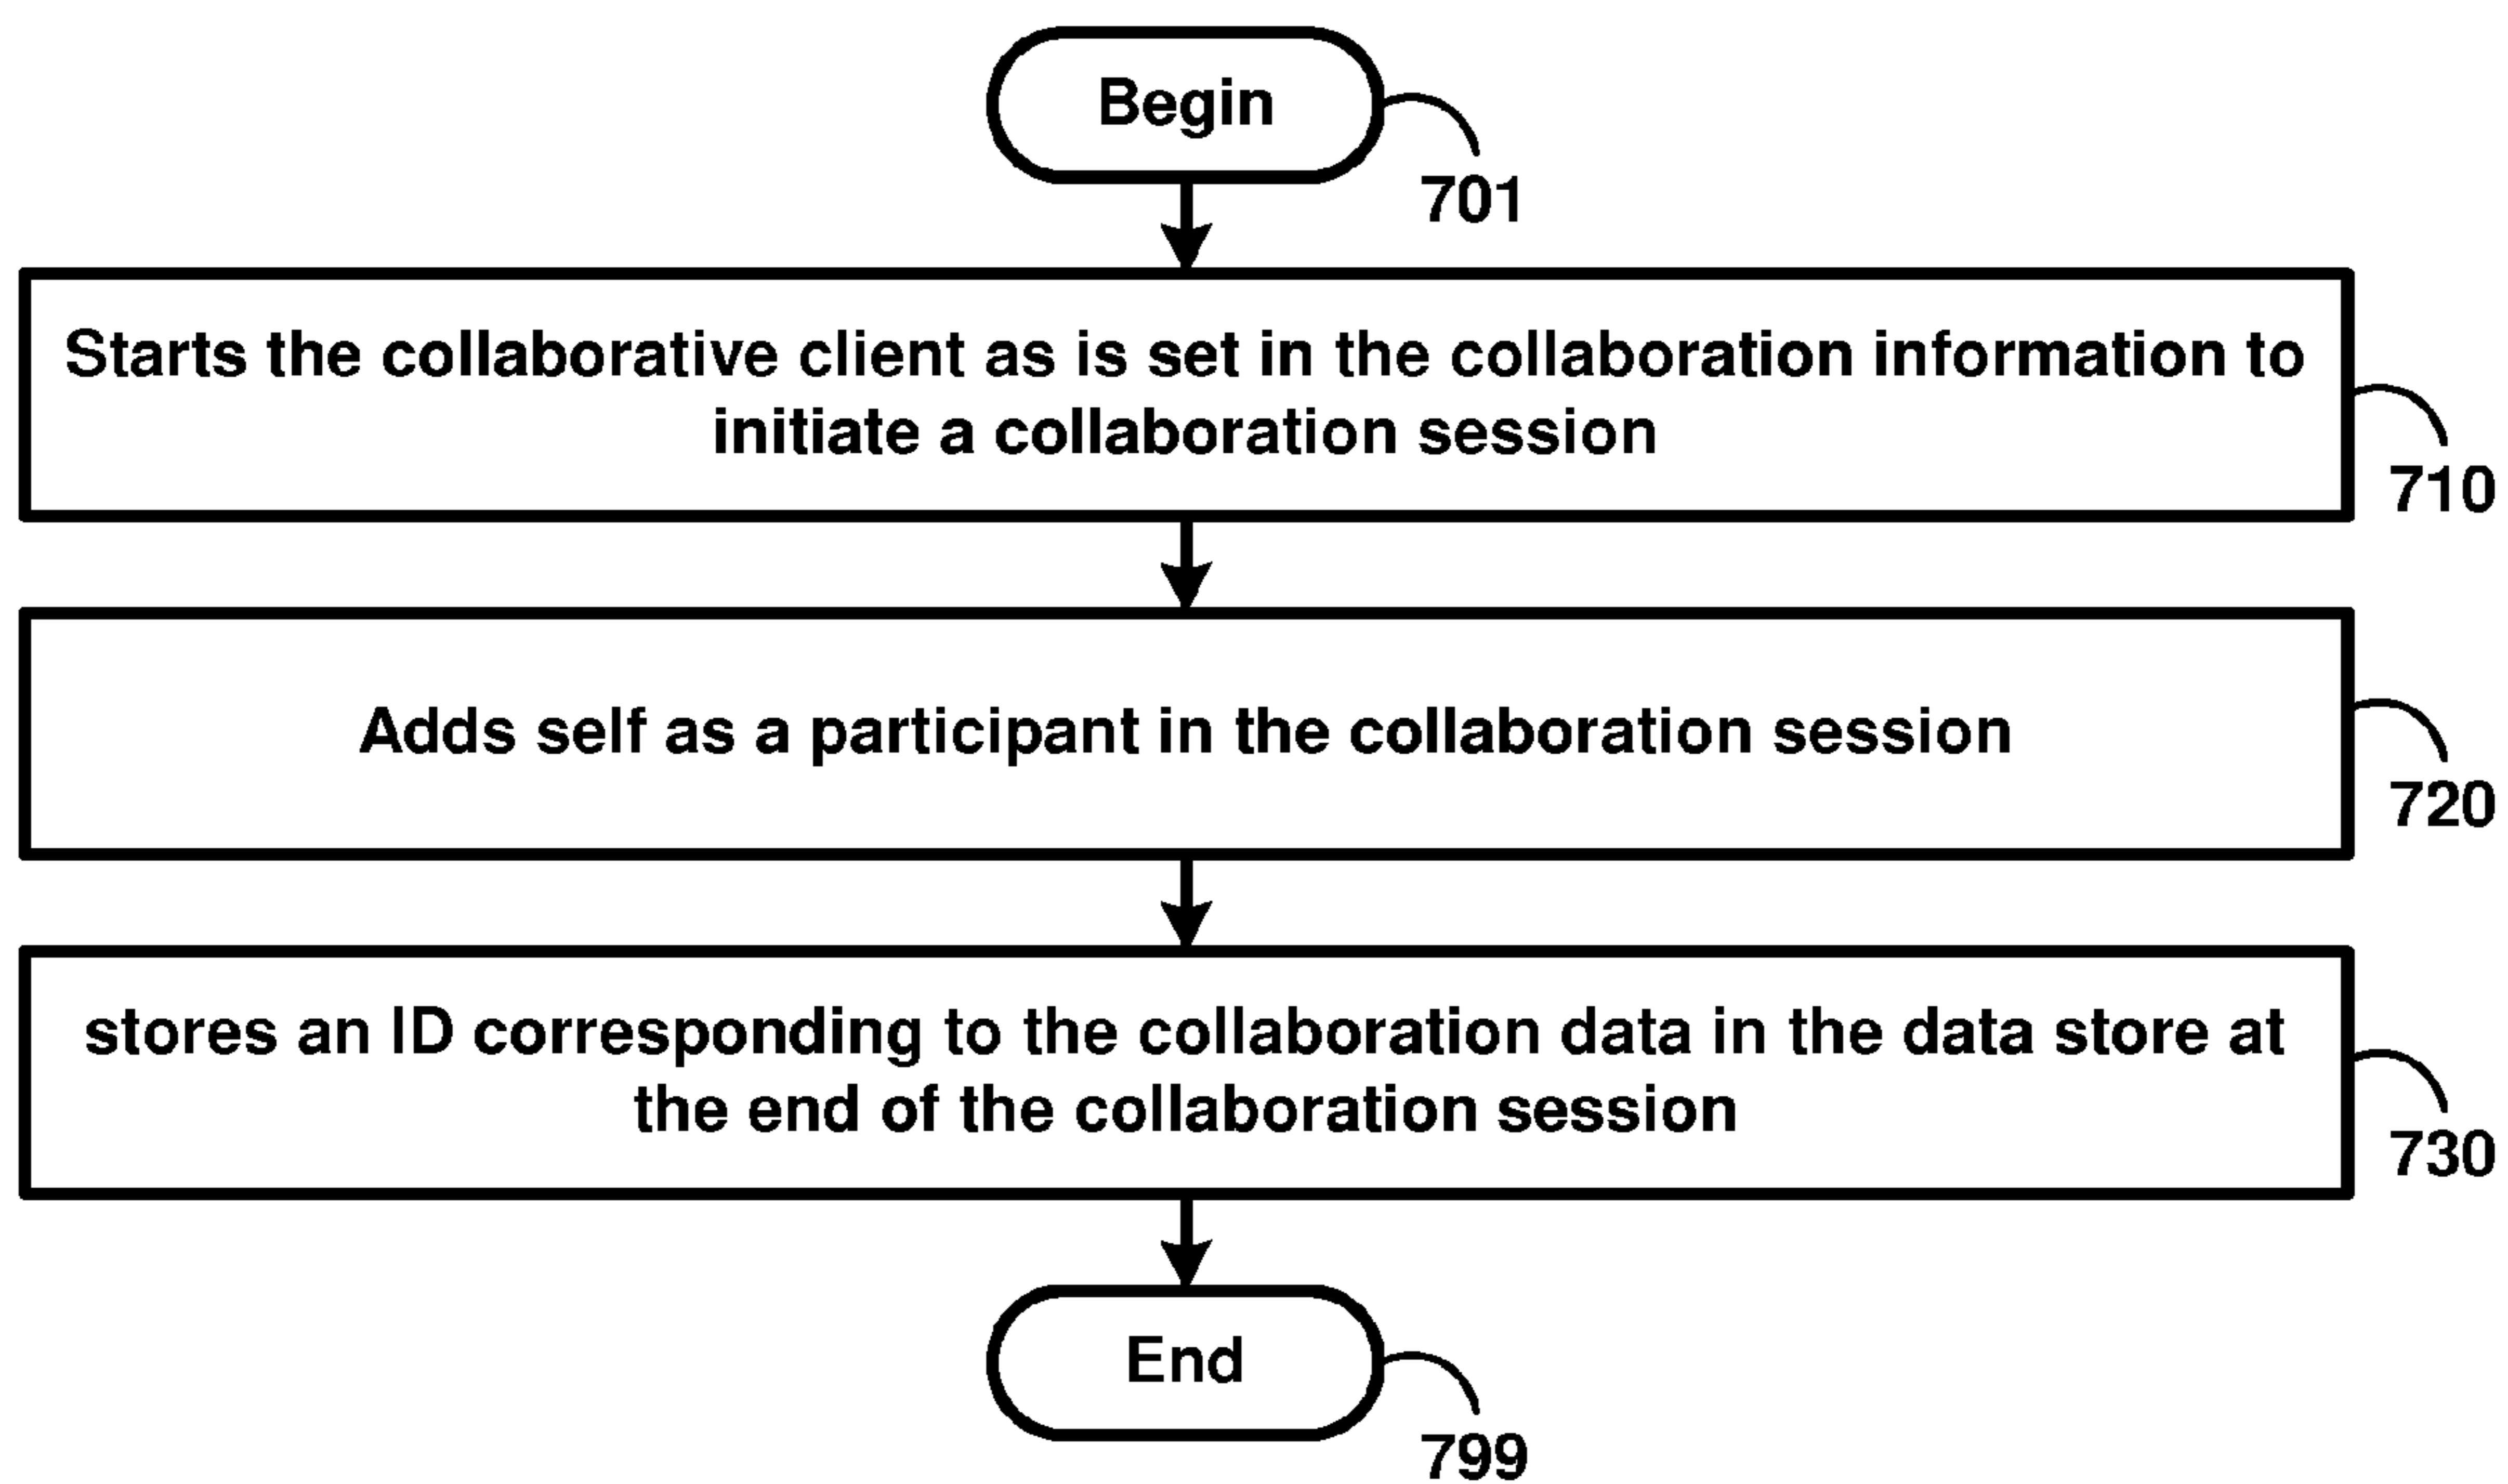 Begin
701
Starts the collaborative client as is set in the collaboration information to
initiate a collaboration session
710
Adds self as a participant in the collaboration session
720
stores an ID corresponding to the collaboration data in the data store at
the end of the collaboration session
730
End
799